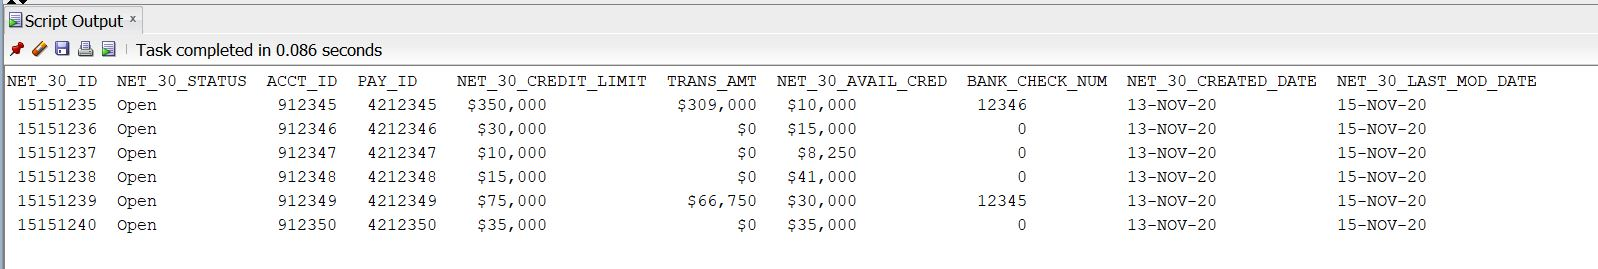 Script Output ×
Task completed in 0.086 seconds
NET_30_ID NET_30_STATUS ACCT_ID PAY_ID NET_30_CREDIT_LIMIT TRANS_AMT NET_30_AVAIL_CRED BANK_CHECK_NUM NET_30_CREATED_DATE NET_30_LAST_MOD_DATE
15151235 Open 912345 4212345 $350,000 $309,000 $10,000 12346 13-NOV-20 15-NOV-20
15151236 Open 912346 4212346 $30,000 $0 $15,000 0 13-NOV-20 15-NOV-20
15151237 Open 912347 4212347 $10,000 $0 $8,250 0 13-NOV-20 15-NOV-20
15151238 Open 912348 4212348 $15,000 $0 $41,000 0 13-NOV-20 15-NOV-20
15151239 Open 912349 4212349 $75,000 $66,750 $30,000 12345 13-NOV-20 15-NOV-20
15151240 Open 912350 4212350 $35,000 $0 $35,000 0 13-NOV-20 15-NOV-20